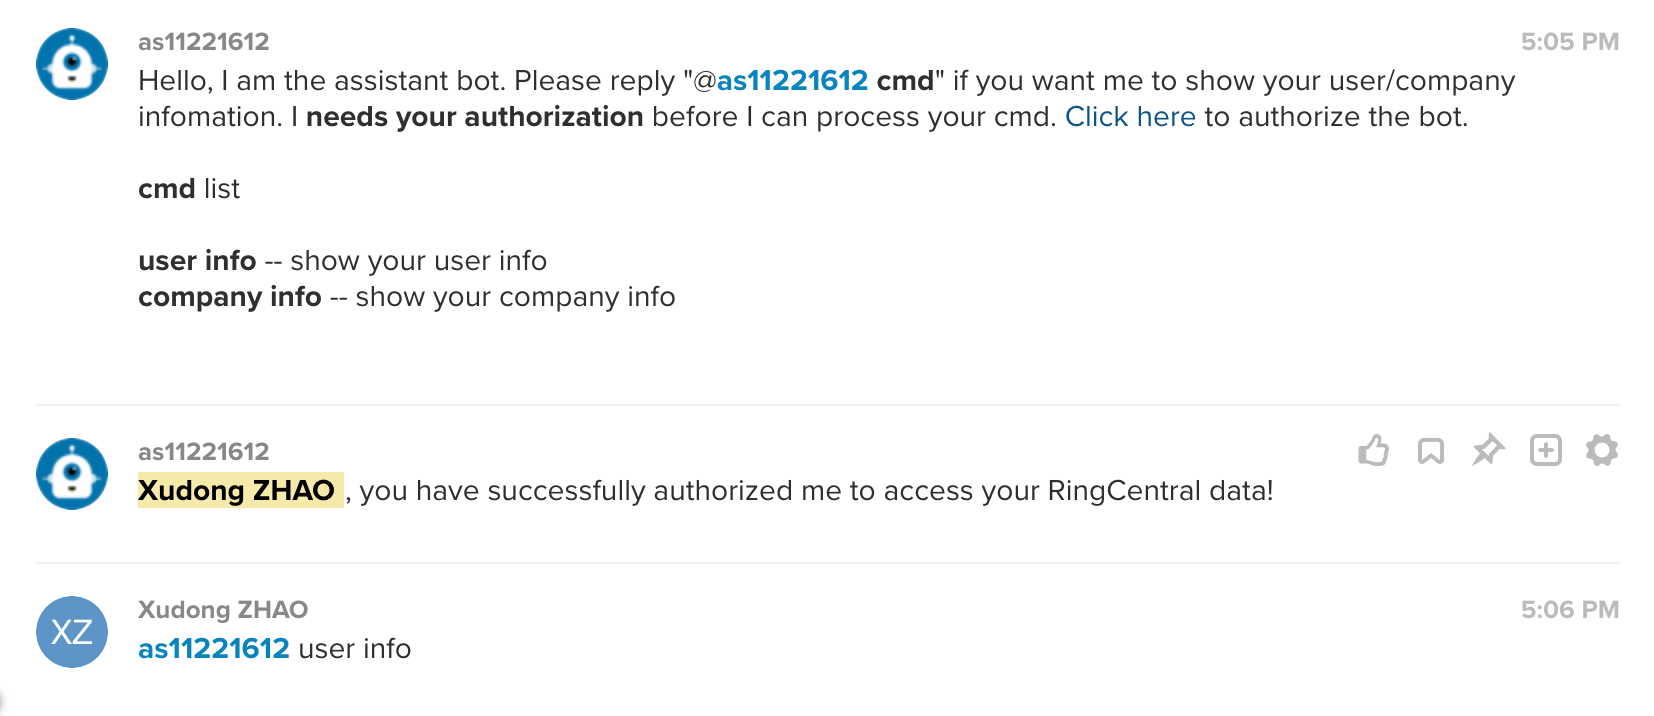 as11221612
5:05 PM
Hello, I am the assistant bot. Please reply "@as11221612 cmd" if you want me to show your user/company
infomation. I needs your authorization before I can process your cmd. Click here to authorize the bot.
cmd list
user info -- show your user info
company info -- show your company info
as11221612
Xudong ZHAO , you have successfully authorized me to access your RingCentral data!
XZ
Xudong ZHAO
5:06 PM
as11221612 user info